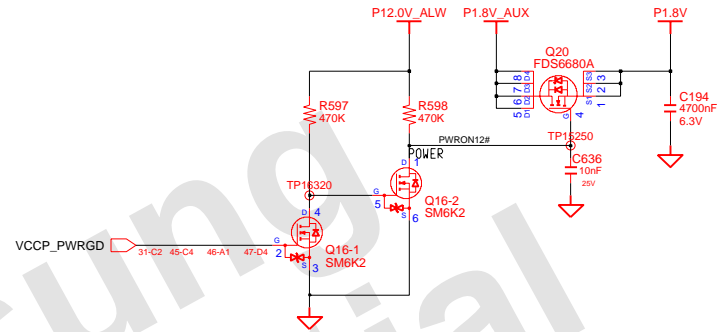 P12.0V_ALW
P1.8V_AUX
P1.8V
Q20
FDS6680A
8 D4
7 D3
6 D2
5 D1
S3 3
S2 2
S1 1
G
4
R597
470K
R598
470K
C194
4700nF
6.3V
PWRON12#
TP15250
POWER
C636
10nF
25V
TP16320
D 1
G
5
S 6
Q16-2
SM6K2
D 4
G
2
S 3
Q16-1
SM6K2
VCCP_PWRGD
31-C2 45-C4 46-A1 47-D4
sung
ial